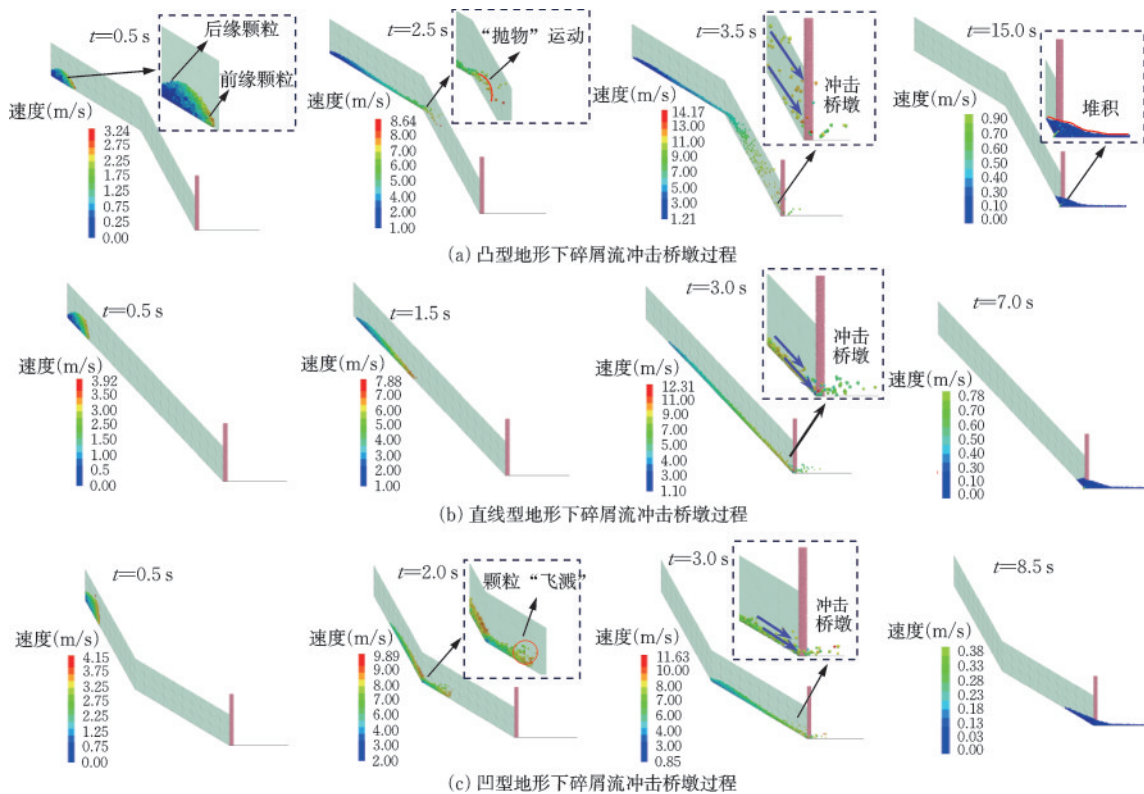 t=0.5 s
后缘颗粒
前缘颗粒
速度(m/s)
3.24
2.75
2.25
1.75
1.25
0.75
0.25
0.00
t=2.5 s
“抛物”运动
速度(m/s)
8.64
8.00
7.00
6.00
5.00
4.00
2.00
1.00
t=3.5 s
冲击
桥墩
速度(m/s)
14.17
13.00
11.00
9.00
7.00
5.00
3.00
1.21
t=15.0 s
堆积
速度(m/s)
0.90
0.70
0.60
0.50
0.40
0.30
0.10
0.00
(a) 凸型地形下碎屑流冲击桥墩过程
t=0.5 s
速度(m/s)
3.92
3.50
2.50
1.50
1.00
0.5
0.00
t=1.5 s
速度(m/s)
7.88
7.00
6.00
5.00
4.00
3.00
2.00
1.00
t=3.0 s
冲击
桥墩
速度(m/s)
12.31
11.00
9.00
7.00
6.00
4.00
3.00
1.10
t=7.0 s
速度(m/s)
0.78
0.70
0.60
0.50
0.40
0.30
0.10
0.00
(b) 直线型地形下碎屑流冲击桥墩过程
t=0.5 s
速度(m/s)
4.15
3.75
2.75
2.25
1.25
0.75
0.00
t=2.0 s
颗粒“飞溅”
速度(m/s)
9.89
9.00
8.00
7.00
6.00
4.00
3.00
2.00
t=3.0 s
冲击
桥墩
速度(m/s)
11.63
10.00
9.00
7.00
6.00
4.00
3.00
0.85
t=8.5 s
速度(m/s)
0.38
0.33
0.28
0.23
0.18
0.13
0.03
0.00
(c) 凹型地形下碎屑流冲击桥墩过程